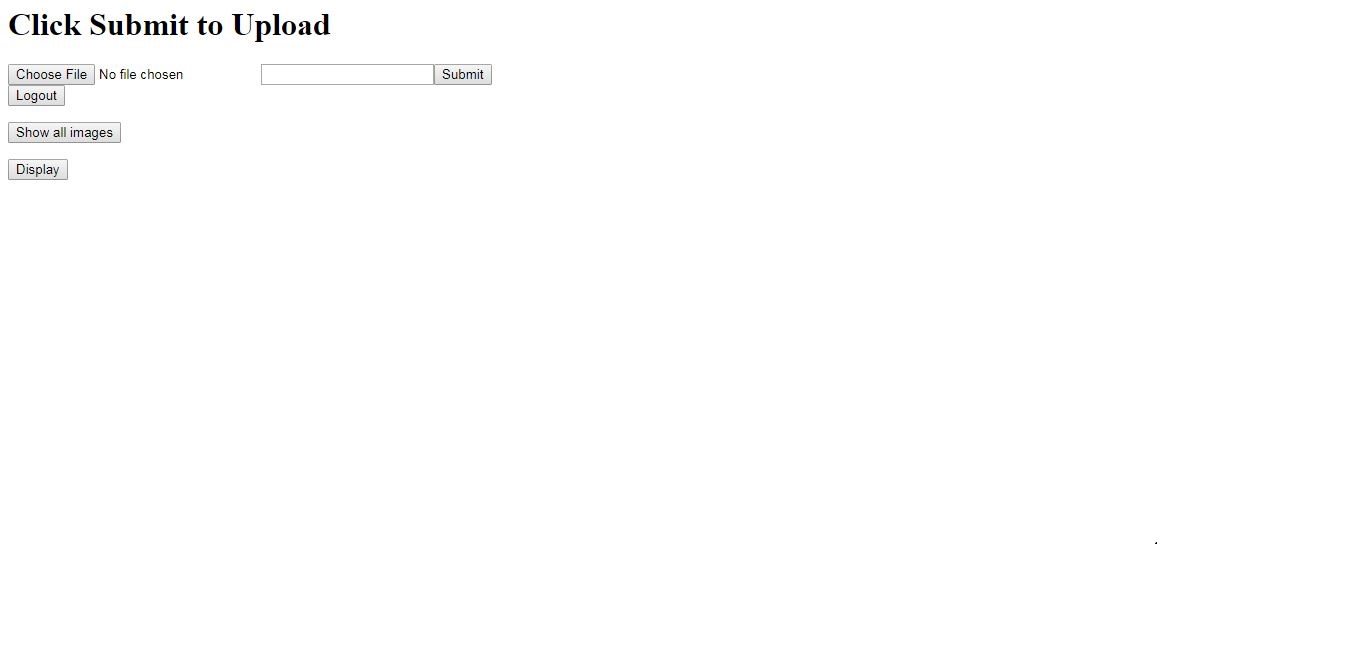 Click Submit to Upload
Choose File No file chosen Submit
Logout
Show all images
Display